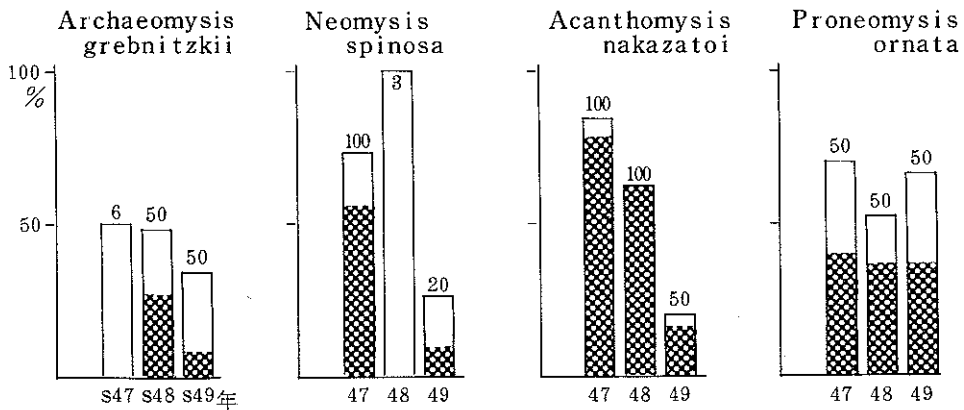 Archaeomysis
grebnitzkii
Neomysis
spinosa
Acanthomysis
nakazatoi
Proneomysis
ornata
100
%
50
6
50
50
S47 S48 S49年
100
3
20
47 48 49
100
100
50
47 48 49
50
50
50
47 48 49